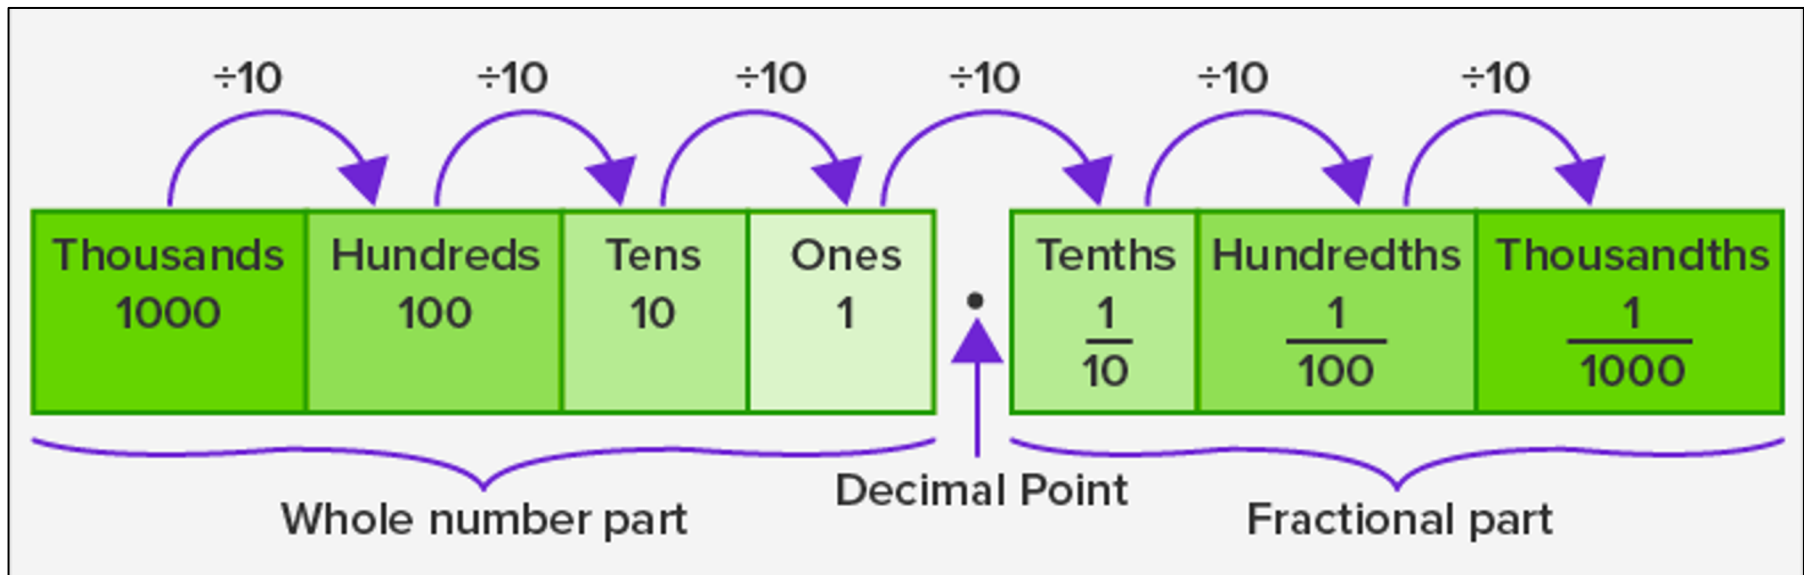 ÷10 ÷10 ÷10 ÷10 ÷10 ÷10
Thousands Hundreds Tens Ones . Tenths Hundredths Thousandths
1000 100 10 1 1/10 1/100 1/1000
Decimal Point
Whole number part Fractional part